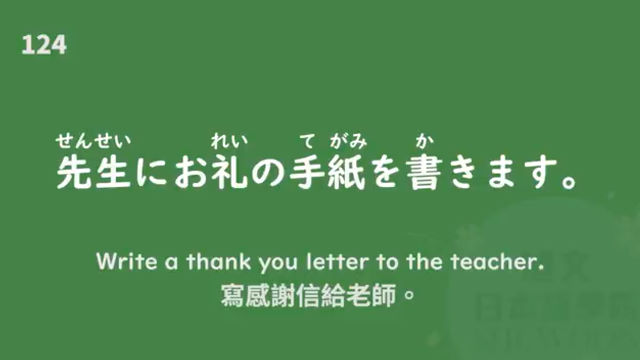 124
せんせい れい て がみ か
先生にお礼の手紙を書きます。
Write a thank you letter to the teacher.
寫感謝信給老師。